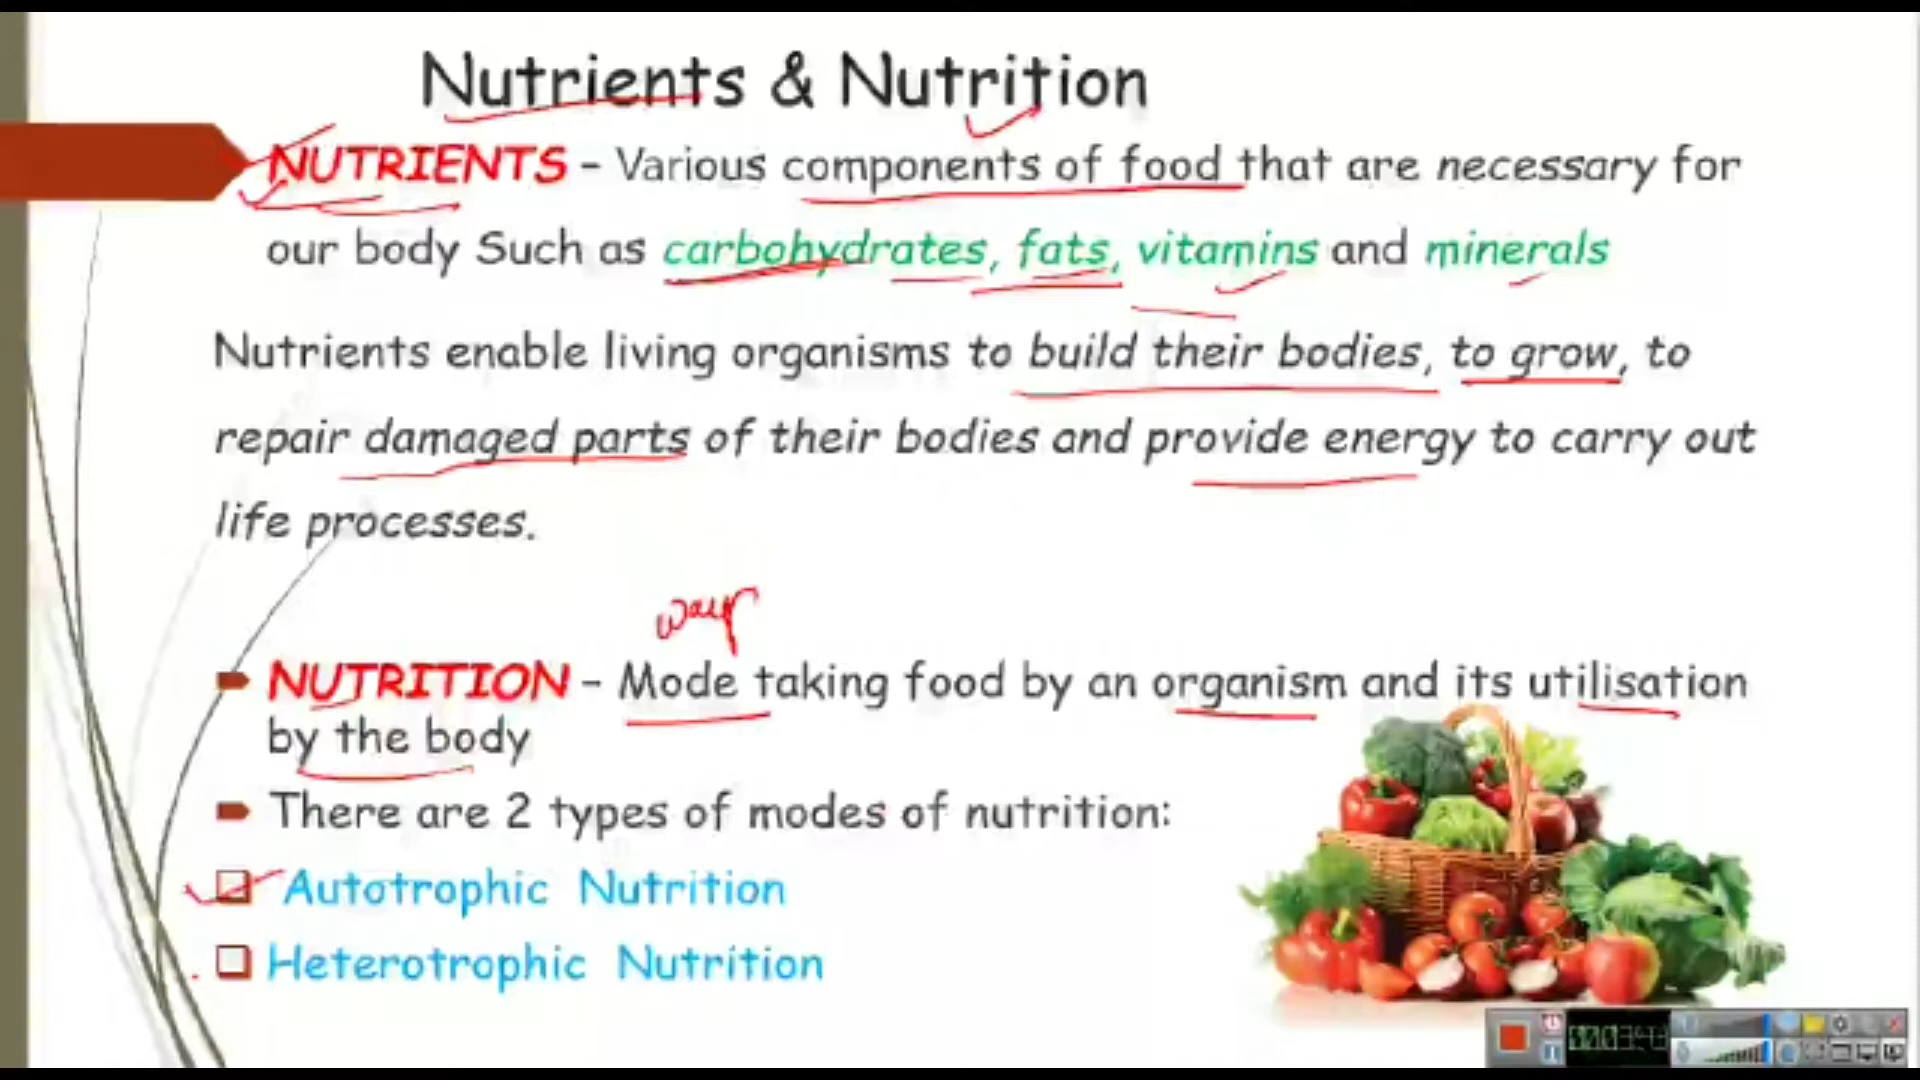 Nutrients & Nutrition
NUTRIENTS – Various components of food that are necessary for
our body Such as carbohydrates, fats, vitamins and minerals
Nutrients enable living organisms to build their bodies, to grow, to
repair damaged parts of their bodies and provide energy to carry out
life processes.
way
NUTRITION – Mode taking food by an organism and its utilisation
by the body
There are 2 types of modes of nutrition:
Autotrophic Nutrition
Heterotrophic Nutrition